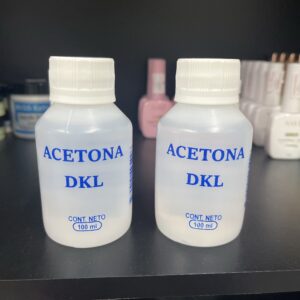 ACETONA
DKL
CONT. NETO
100 ml
ACETONA
DKL
CONT. NETO
100 ml